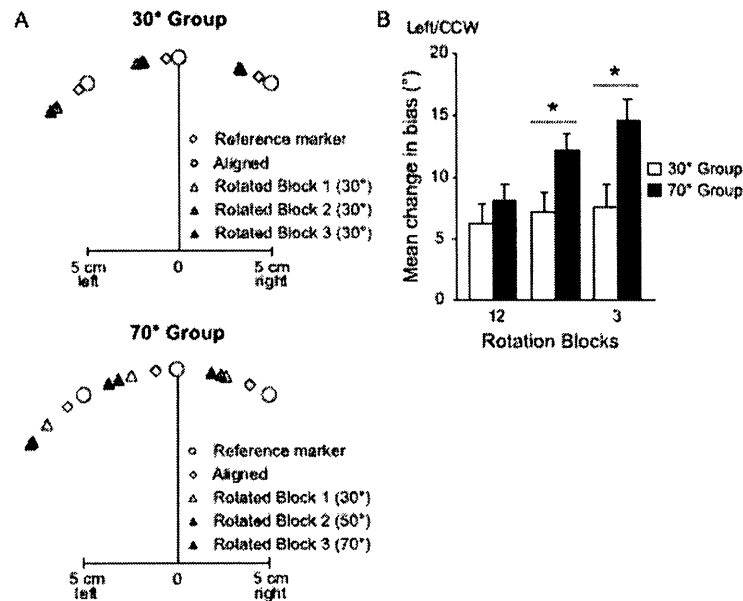 A
30° Group
Reference marker
Aligned
Rotated Block 1 (30°)
Rotated Block 2 (30°)
Rotated Block 3 (30°)
5 cm
left
0
5 cm
right
70° Group
Reference marker
Aligned
Rotated Block 1 (30°)
Rotated Block 2 (50°)
Rotated Block 3 (70°)
5 cm
left
0
5 cm
right
B
Left/CCW
Mean change in bias (°)
20
15
10
5
0
*
*
30° Group
70° Group
12
3
Rotation Blocks